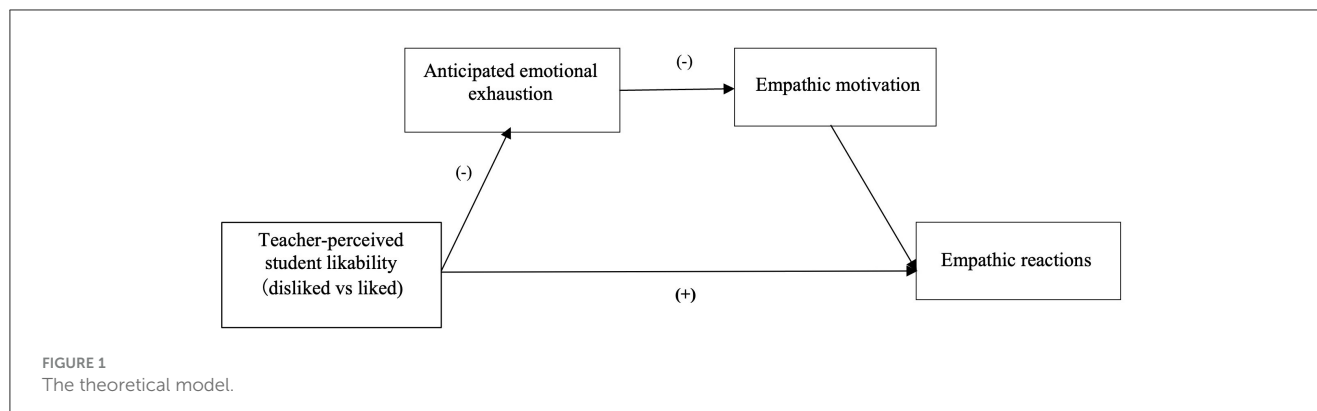 Anticipated emotional
exhaustion
(-)
Empathic motivation
(-)
Teacher-perceived
student likability
（disliked vs liked)
(+)
Empathic reactions
FIGURE 1
The theoretical model.